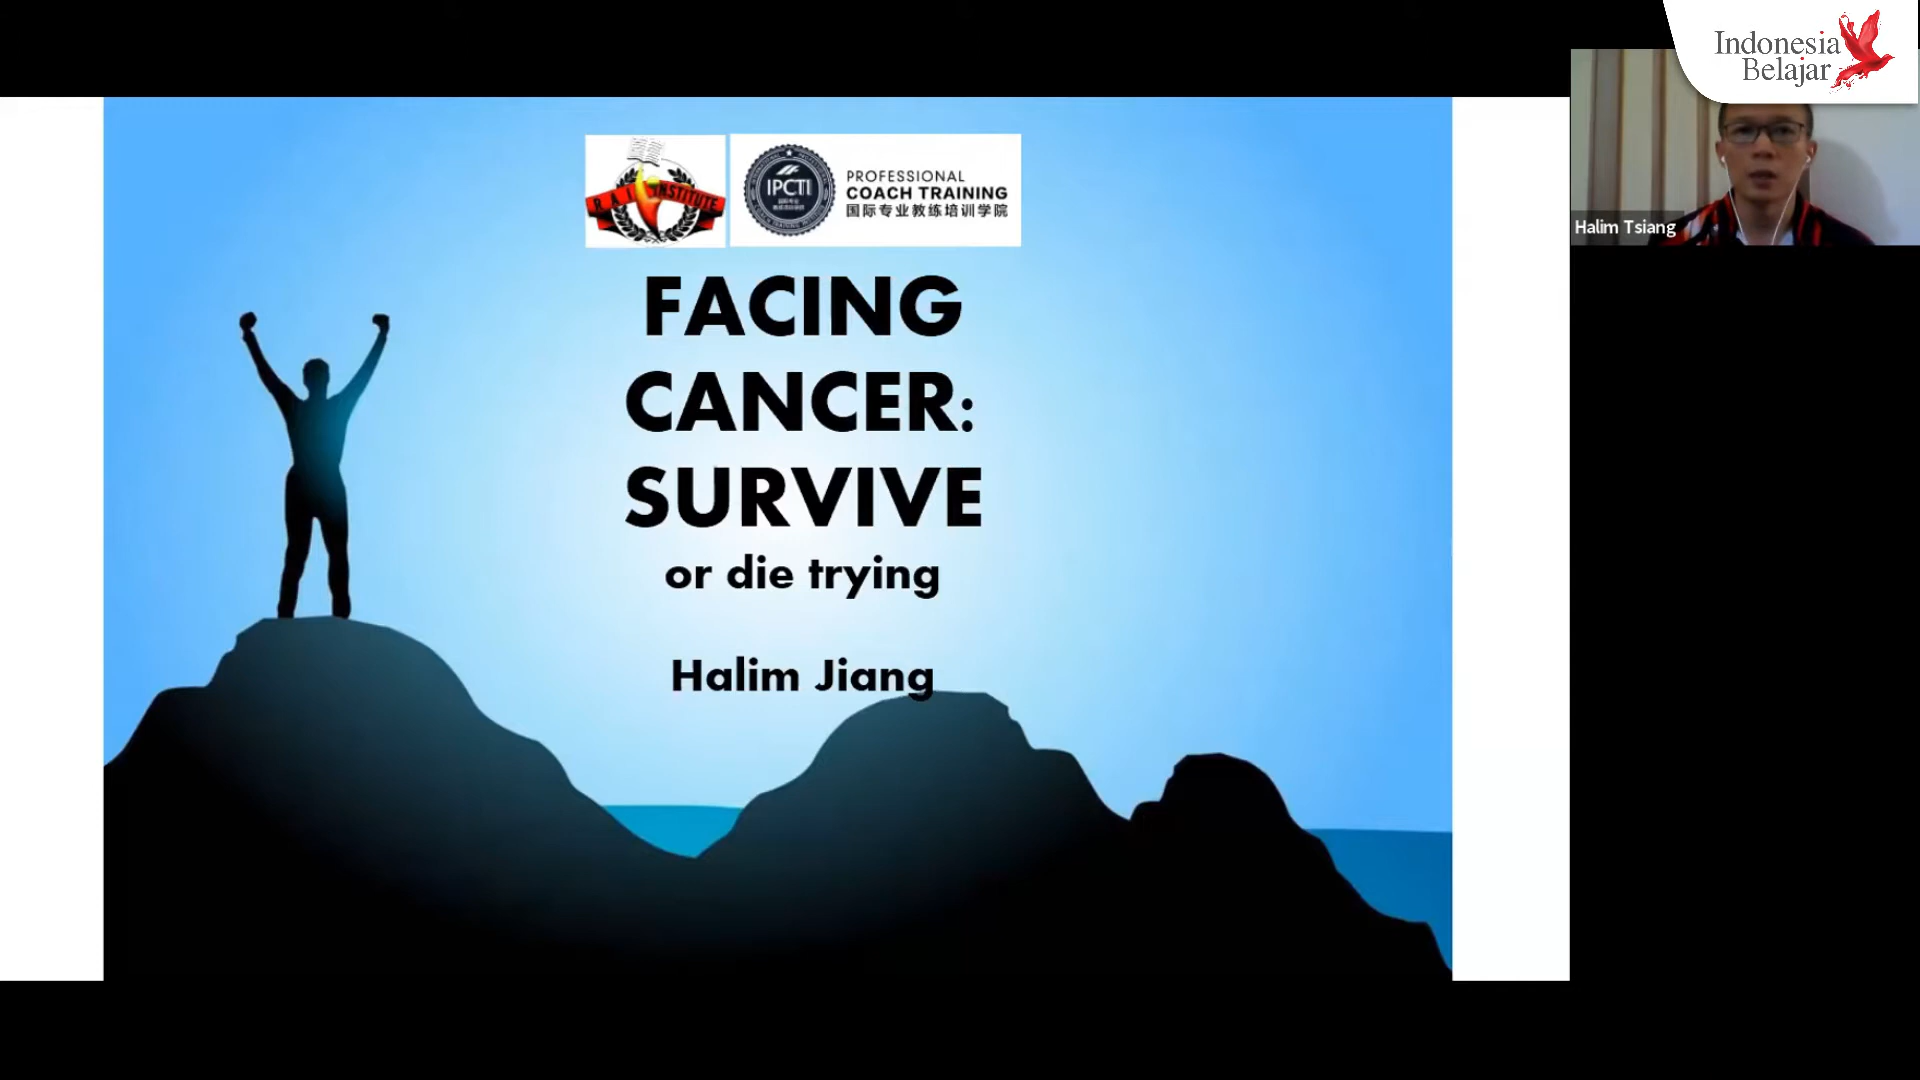 Indonesia
Belajar
RAI INSTITUTE
IPCTI
PROFESSIONAL
COACH TRAINING
国际专业教练培训学院
FACING
CANCER:
SURVIVE
or die trying
Halim Jiang
Halim Tsiang